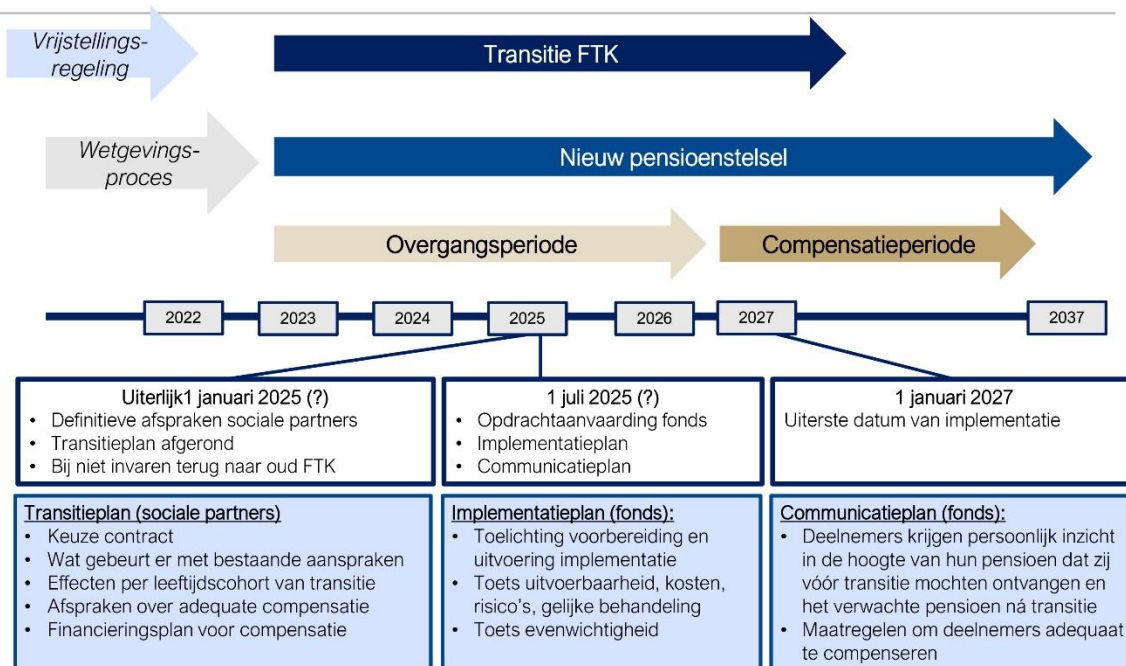 Vrijstellings-
regeling
Transitie FTK
Wetgevings-
proces
Nieuw pensioenstelsel
Overgangsperiode
Compensatieperiode
2022
2023
2024
2025
2026
2027
2037
Uiterlijk1 januari 2025 (?)
• Definitieve afspraken sociale partners
• Transitieplan afgerond
• Bij niet invaren terug naar oud FTK
1 juli 2025 (?)
• Opdrachtaanvaarding fonds
• Implementatieplan
• Communicatieplan
1 januari 2027
Uiterste datum van implementatie
Transitieplan (sociale partners)
• Keuze contract
• Wat gebeurt er met bestaande aanspraken
• Effecten per leeftijdscohort van transitie
• Afspraken over adequate compensatie
• Financieringsplan voor compensatie
Implementatieplan (fonds):
• Toelichting voorbereiding en
uitvoering implementatie
• Toets uitvoerbaarheid, kosten,
risico's, gelijke behandeling
• Toets evenwichtigheid
Communicatieplan (fonds):
• Deelnemers krijgen persoonlijk inzicht
in de hoogte van hun pensioen dat zij
vóór transitie mochten ontvangen en
het verwachte pensioen ná transitie
• Maatregelen om deelnemers adequaat
te compenseren